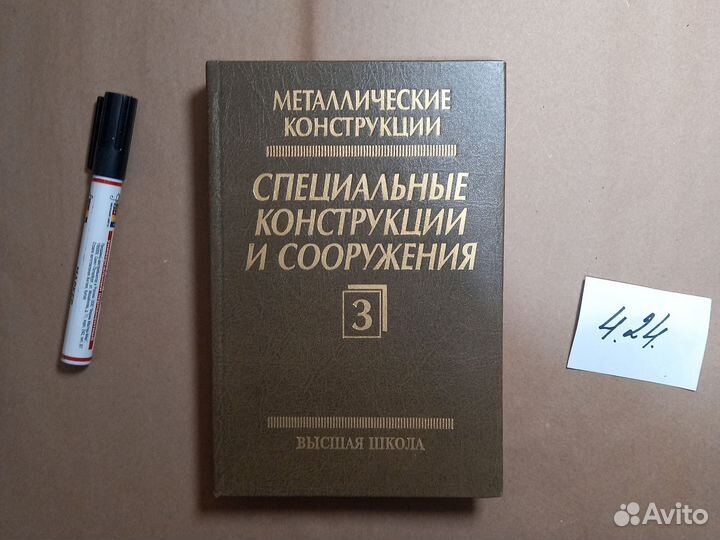 МЕТАЛЛИЧЕСКИЕ
КОНСТРУКЦИИ
СПЕЦИАЛЬНЫЕ
КОНСТРУКЦИИ
И СООРУЖЕНИЯ
3
ВЫСШАЯ ШКОЛА
4.24.
Avito